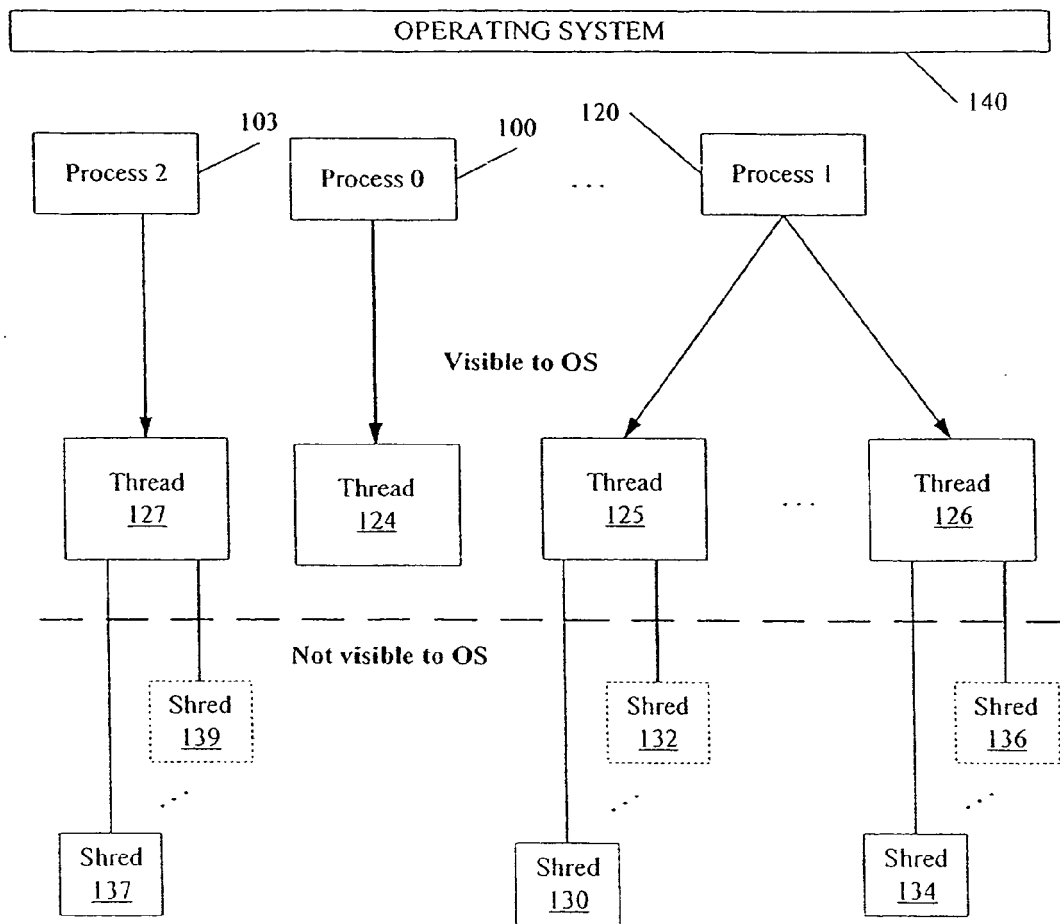 OPERATING SYSTEM
140
103
100
120
Process 2
Process 0
...
Process 1
Visible to OS
Thread
127
Thread
124
Thread
125
...
Thread
126
Not visible to OS
Shred
139
Shred
132
Shred
136
...
...
...
Shred
137
Shred
130
Shred
134